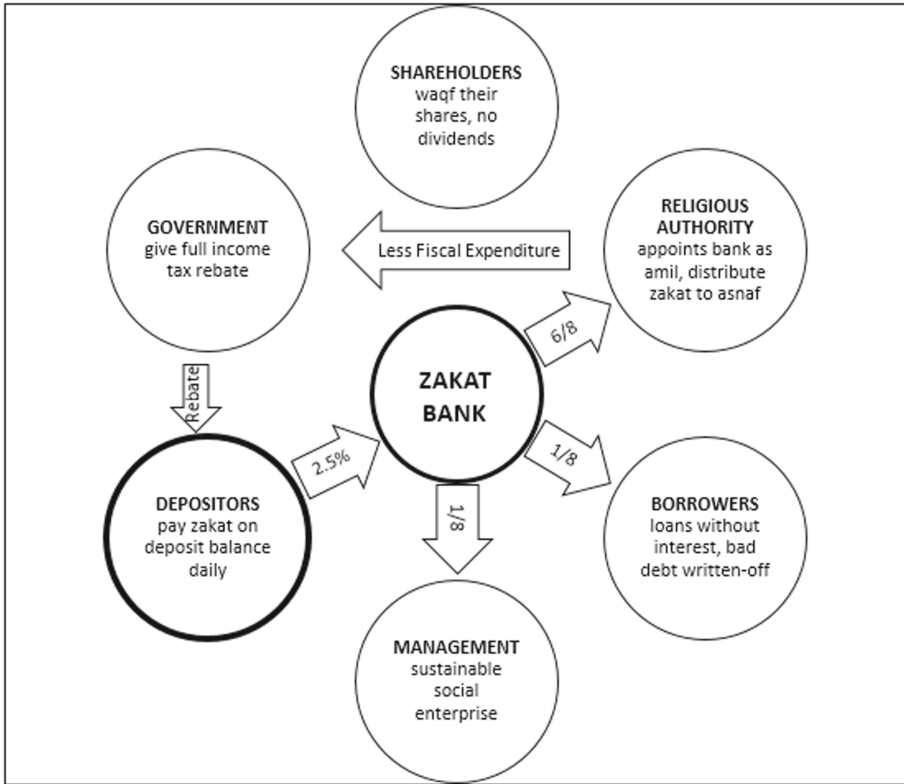 SHAREHOLDERS
waqf their
shares, no
dividends
GOVERNMENT
give full income
tax rebate
Less Fiscal Expenditure
RELIGIOUS
AUTHORITY
appoints bank as
amil, distribute
zakat to asnaf
6/8
ZAKAT
BANK
Rebate
2.5%
1/8
1/8
DEPOSITORS
pay zakat on
deposit balance
daily
BORROWERS
loans without
interest, bad
debt written-off
MANAGEMENT
sustainable
social
enterprise